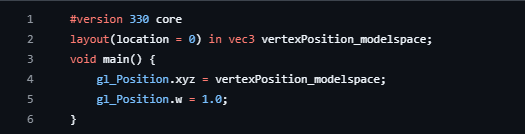 1 #version 330 core
2 layout(location = 0) in vec3 vertexPosition_modelspace;
3 void main() {
4 gl_Position.xyz = vertexPosition_modelspace;
5 gl_Position.w = 1.0;
6 }